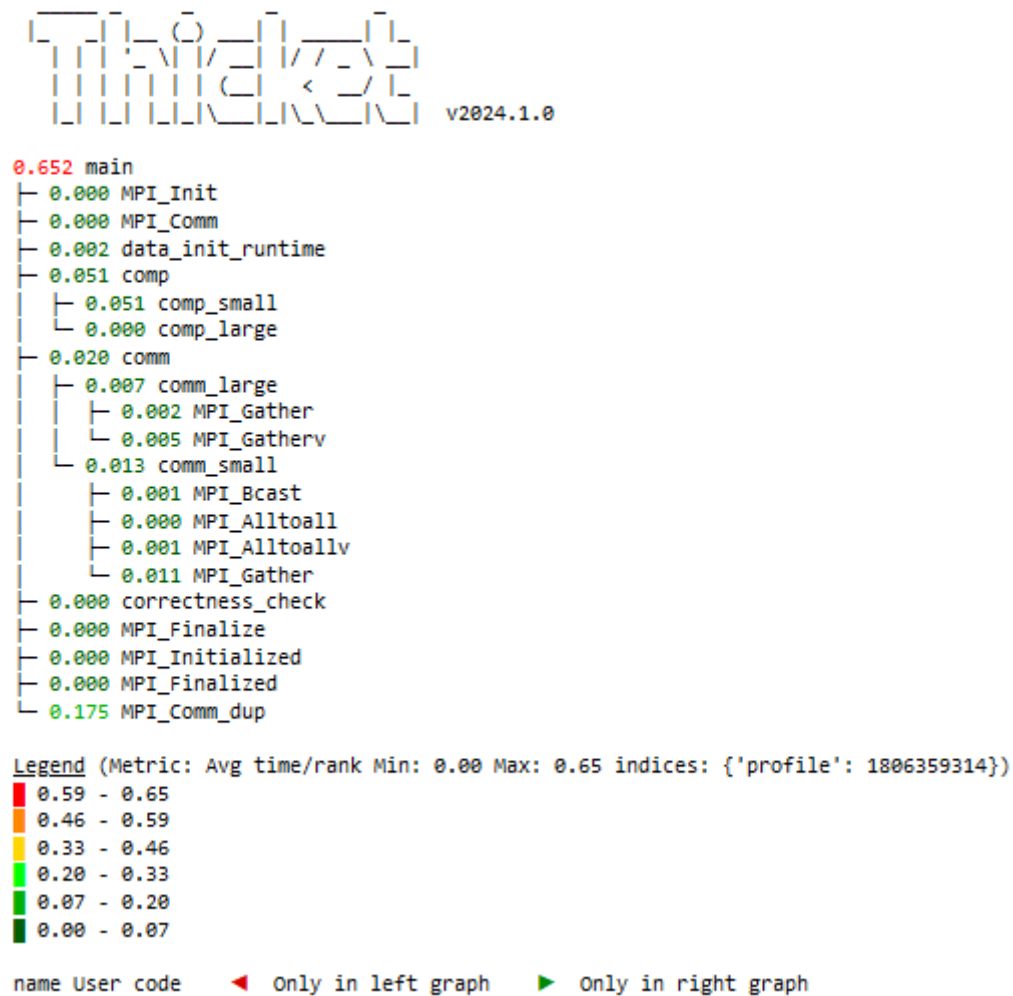 Thicket v2024.1.0
0.652 main
├─ 0.000 MPI_Init
├─ 0.000 MPI_Comm
├─ 0.002 data_init_runtime
├─ 0.051 comp
│  ├─ 0.051 comp_small
│  └─ 0.000 comp_large
├─ 0.020 comm
│  ├─ 0.007 comm_large
│  │  ├─ 0.002 MPI_Gather
│  │  └─ 0.005 MPI_Gatherv
│  └─ 0.013 comm_small
│     ├─ 0.001 MPI_Bcast
│     ├─ 0.000 MPI_Alltoall
│     ├─ 0.001 MPI_Alltoallv
│     └─ 0.011 MPI_Gather
├─ 0.000 correctness_check
├─ 0.000 MPI_Finalize
├─ 0.000 MPI_Initialized
├─ 0.000 MPI_Finalized
└─ 0.175 MPI_Comm_dup
Legend (Metric: Avg time/rank Min: 0.00 Max: 0.65 indices: {'profile': 1806359314})
█ 0.59 - 0.65
█ 0.46 - 0.59
█ 0.33 - 0.46
█ 0.20 - 0.33
█ 0.07 - 0.20
█ 0.00 - 0.07
name User code ◀ Only in left graph ▶ Only in right graph